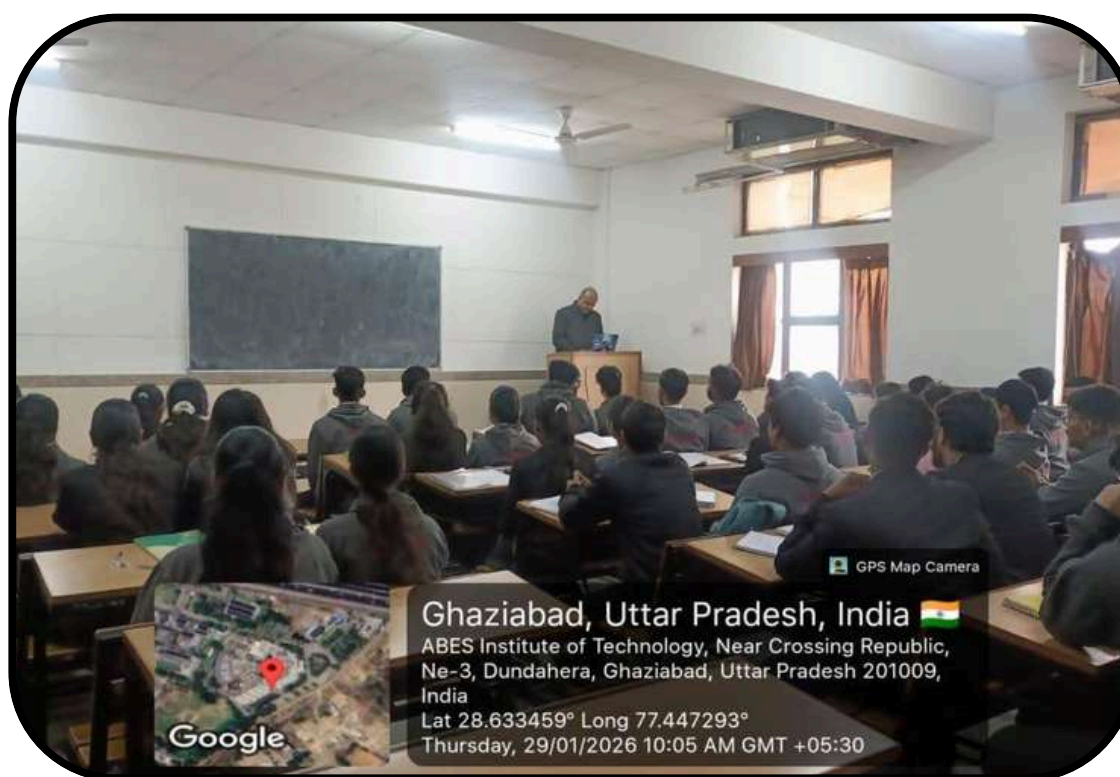 GPS Map Camera
Ghaziabad, Uttar Pradesh, India 🇮🇳
ABES Institute of Technology, Near Crossing Republic,
Ne-3, Dundahera, Ghaziabad, Uttar Pradesh 201009,
India
Lat 28.633459° Long 77.447293°
Thursday, 29/01/2026 10:05 AM GMT +05:30
Google